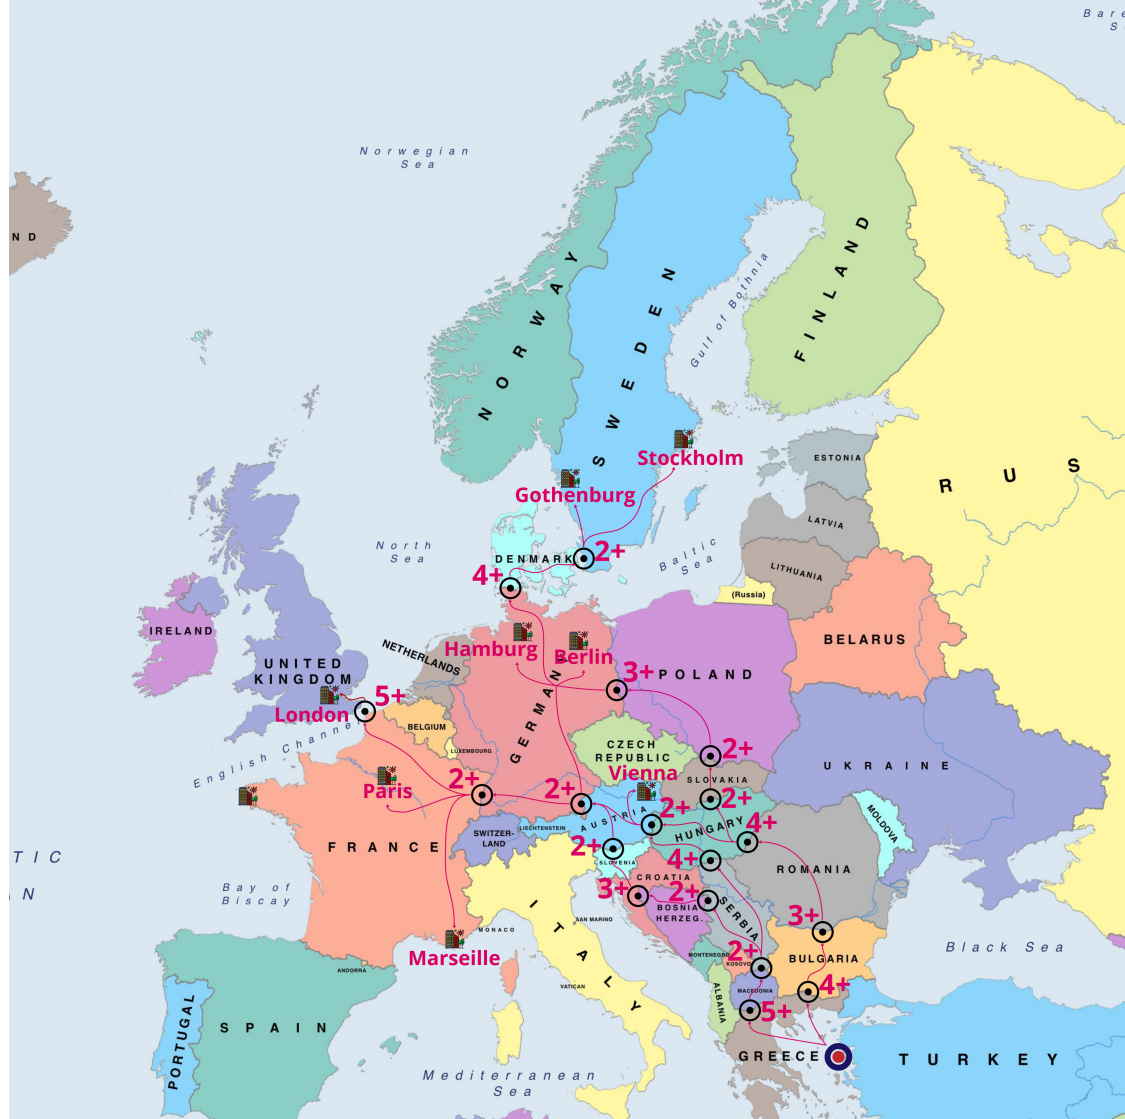 Bare
S
Norwegian
Sea
N D
NORWAY
SWEDEN
FINLAND
Gulf of Bothnia
Stockholm
Gothenburg
ESTONIA
RUS
LATVIA
North
Sea
DENMARK
2+
Baltic
Sea
LITHUANIA
4+
(Russia)
IRELAND
Hamburg
Berlin
BELARUS
NETHERLANDS
UNITED
KINGDOM
GERMAN
3+
POLAND
5+
London
BELGIUM
English Channel
LUXEMBOURG
CZECH
REPUBLIC
2+
UKRAINE
Vienna
SLOVAKIA
Paris
2+
2+
2+
2+
AUSTRIA
HUNGARY
4+
MOLDOVA
SWITZER-
LAND
LIECHTENSTEIN
FRANCE
2+
SLOVENIA
4+
ROMANIA
TIC
N
Bay of
Biscay
CROATIA
3+
2+
BOSNIA
HERZEG.
SERBIA
ITALY
SAN MARINO
3+
MONACO
Marseille
2+
MONTENEGRO
KOSOVO
BULGARIA
Black Sea
ANDORRA
VATICAN
ALBANIA
MACEDONIA
4+
5+
PORTUGAL
SPAIN
GREECE
TURKEY
Mediterranean
Sea